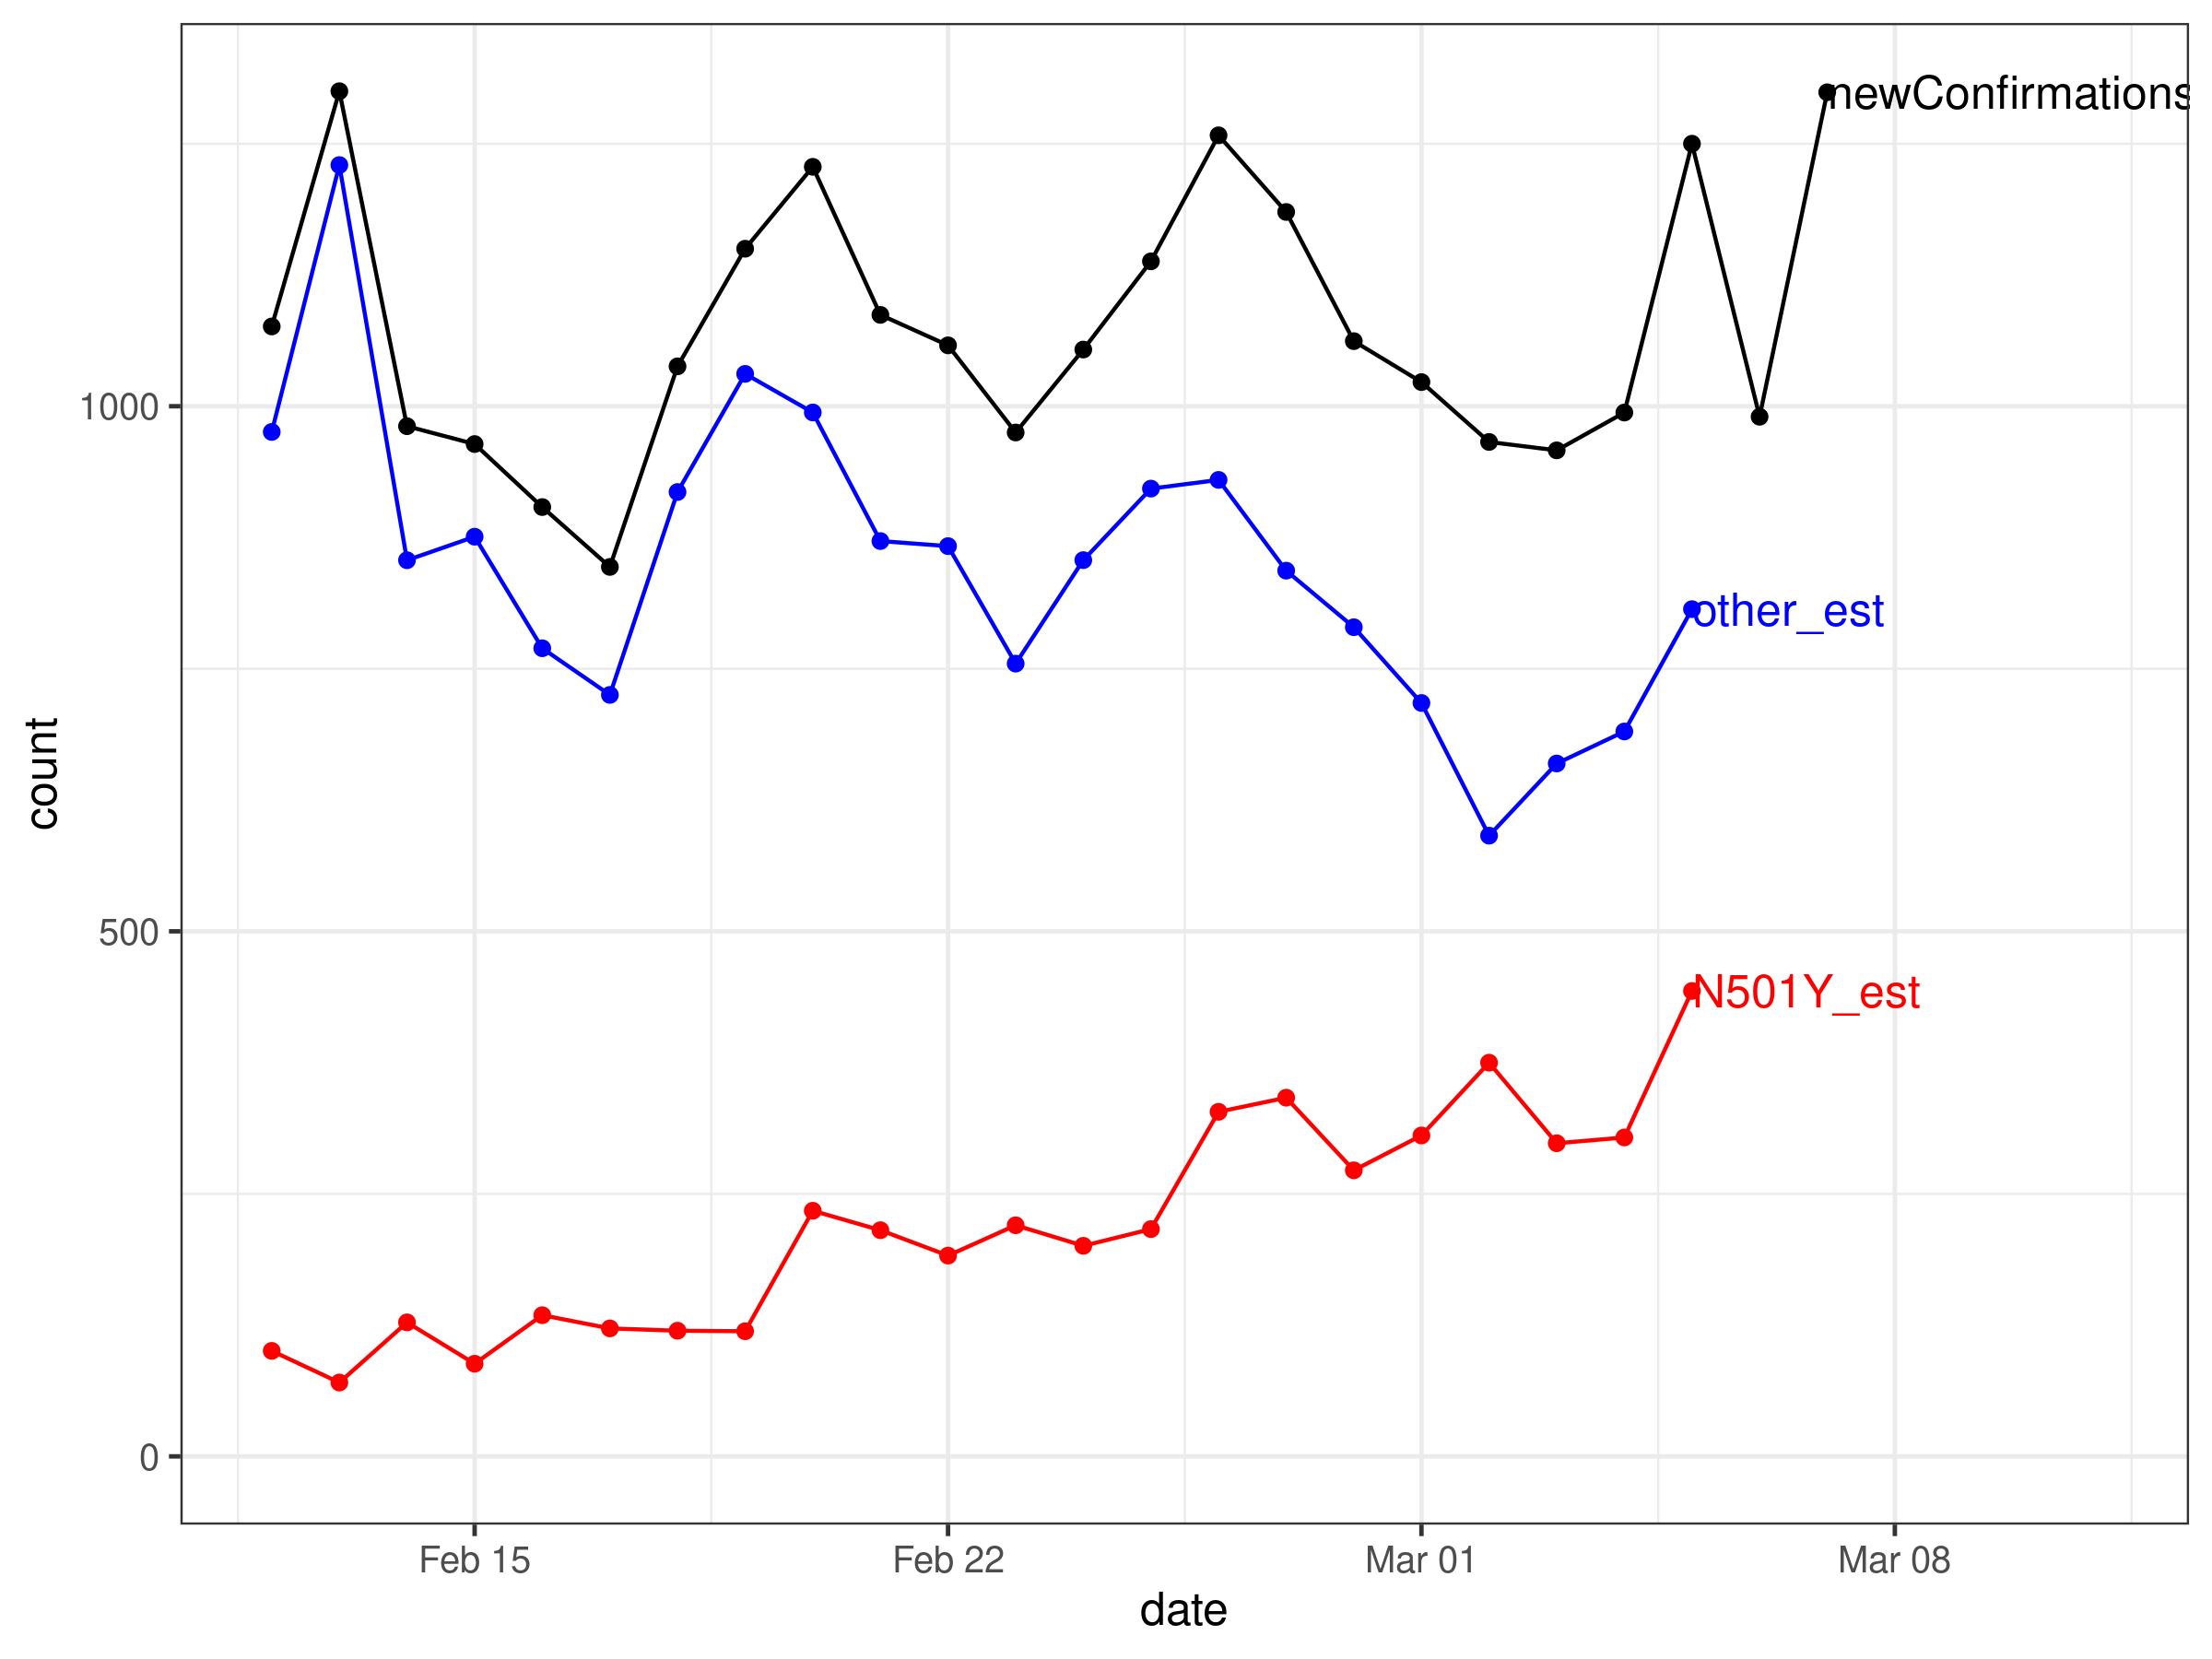 newConfirmations
1000
other_est
count
500
N501Y_est
0
Feb 15
Feb 22
Mar 01
Mar 08
date